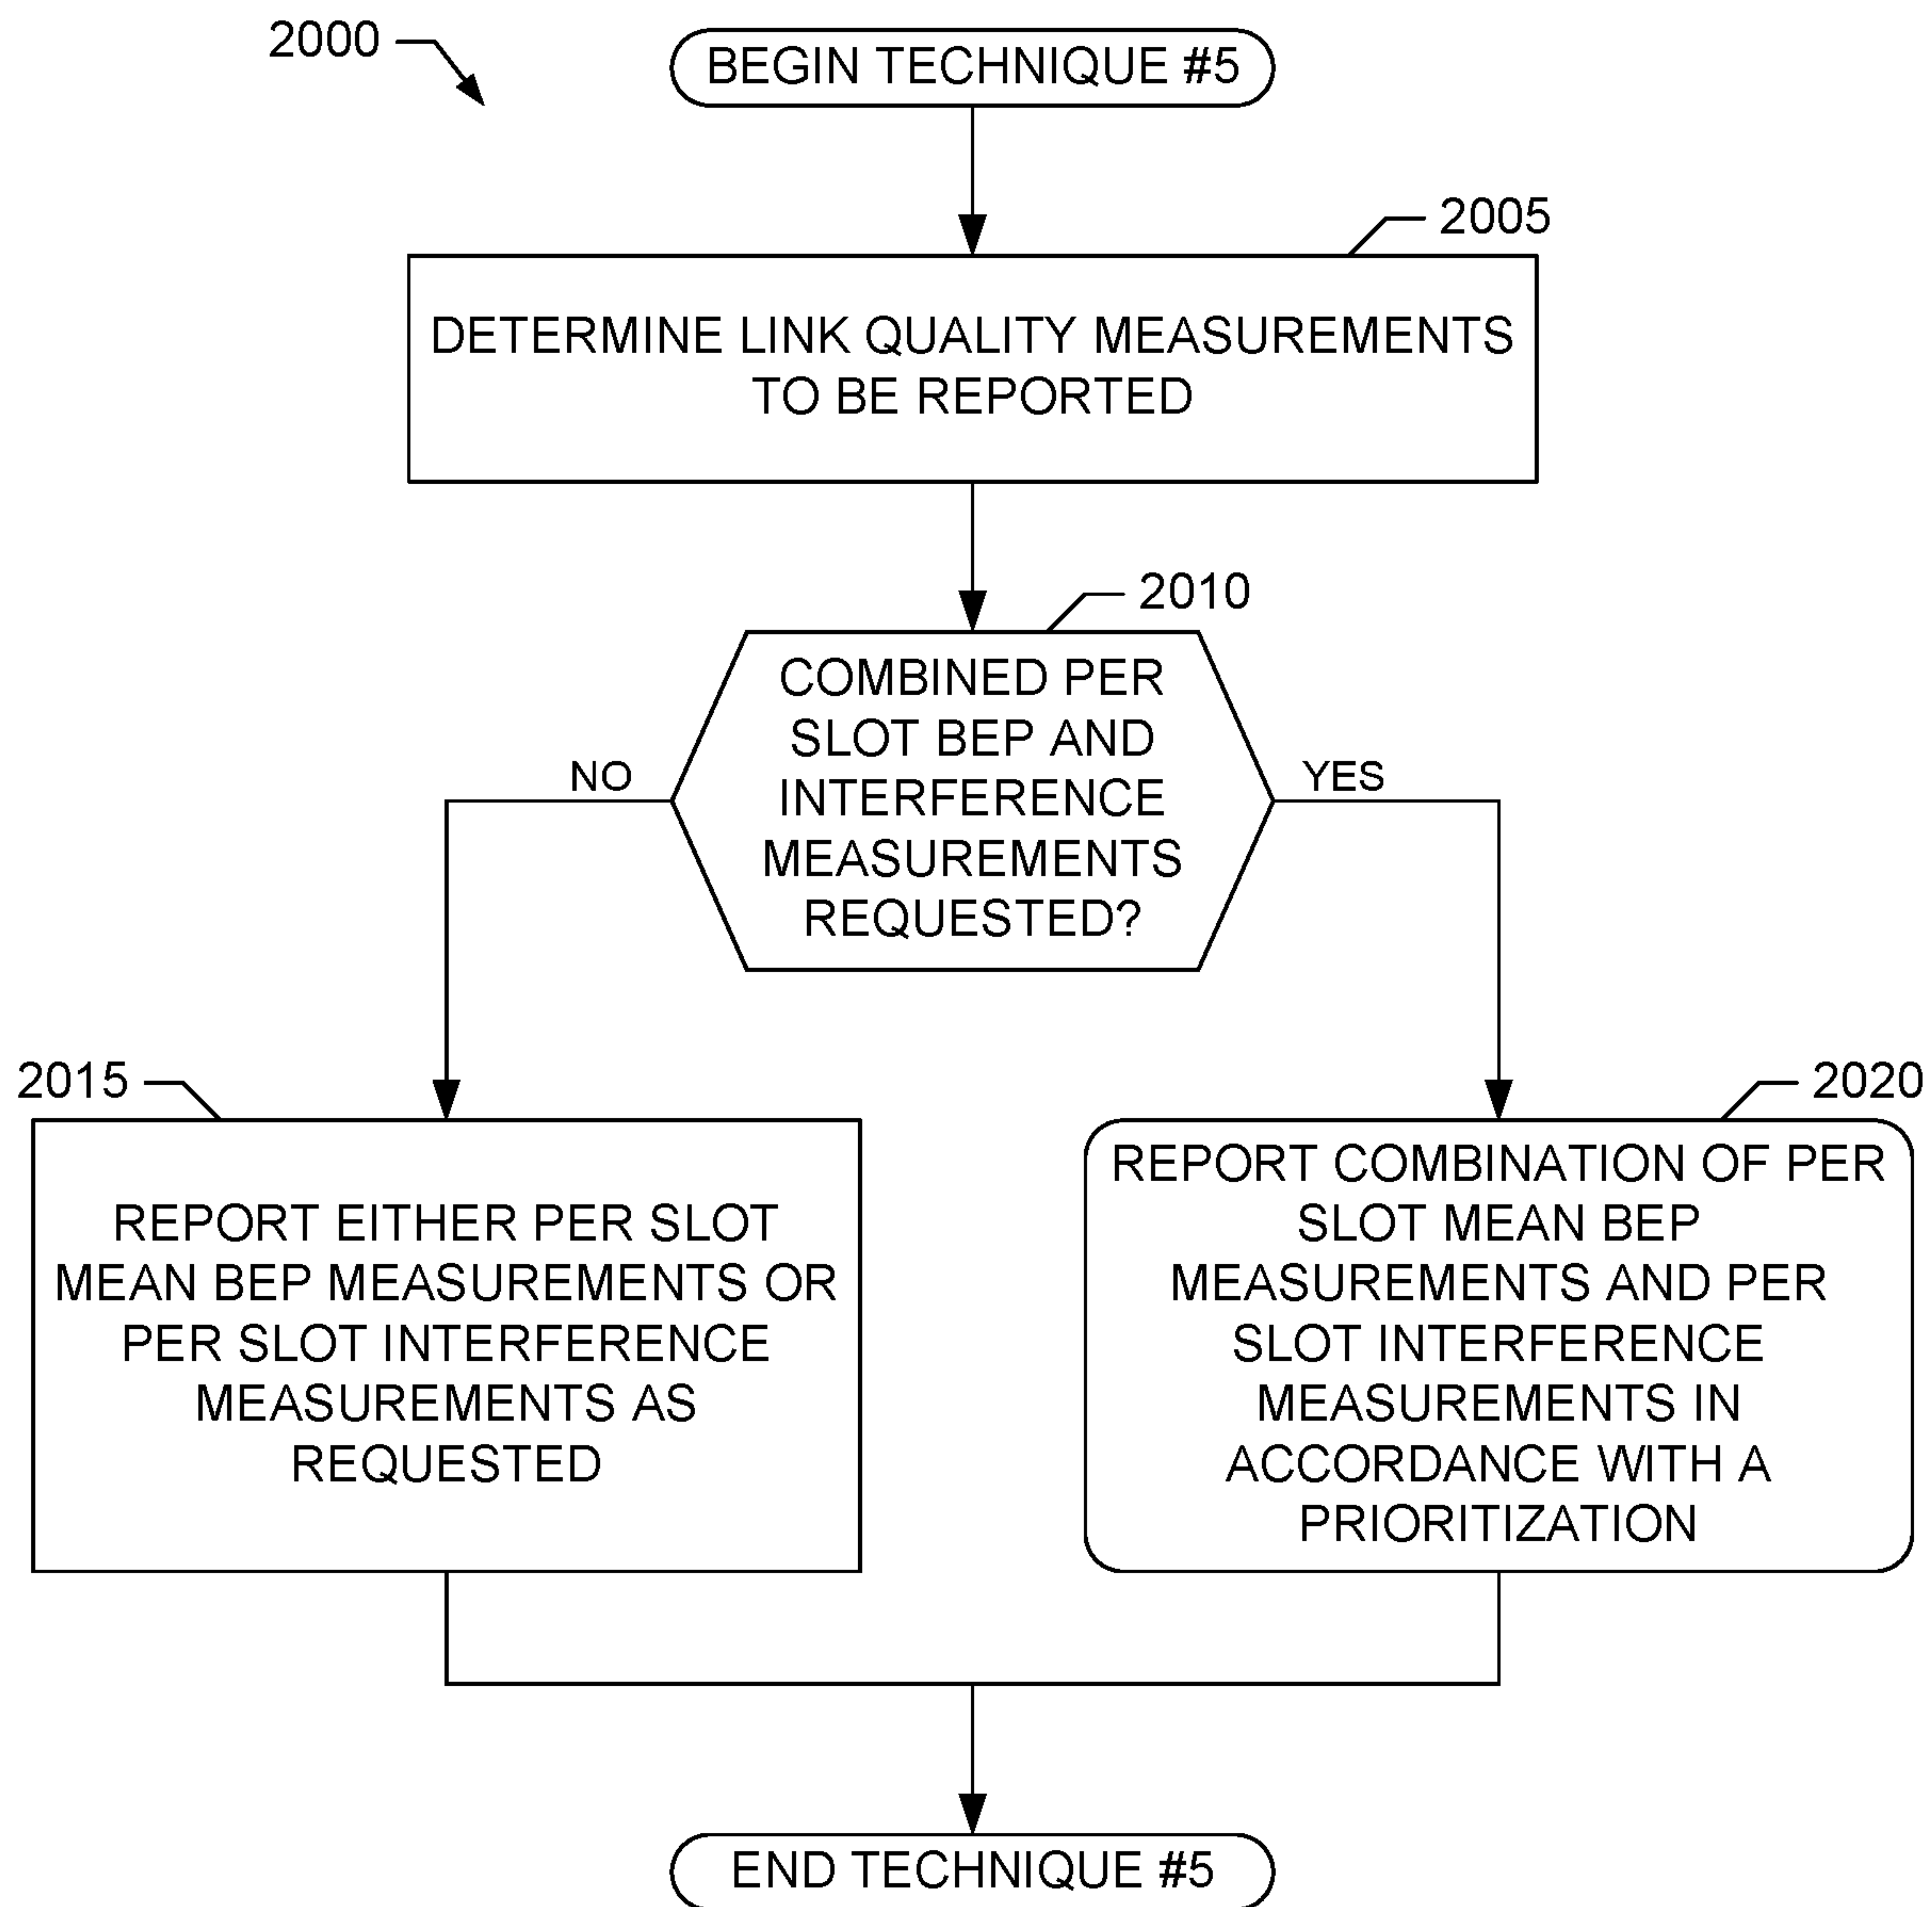 2000
BEGIN TECHNIQUE #5
2005
DETERMINE LINK QUALITY MEASUREMENTS
TO BE REPORTED
2010
COMBINED PER
SLOT BEP AND
INTERFERENCE
MEASUREMENTS
REQUESTED?
NO
YES
2015
REPORT EITHER PER SLOT
MEAN BEP MEASUREMENTS OR
PER SLOT INTERFERENCE
MEASUREMENTS AS
REQUESTED
2020
REPORT COMBINATION OF PER
SLOT MEAN BEP
MEASUREMENTS AND PER
SLOT INTERFERENCE
MEASUREMENTS IN
ACCORDANCE WITH A
PRIORITIZATION
END TECHNIQUE #5